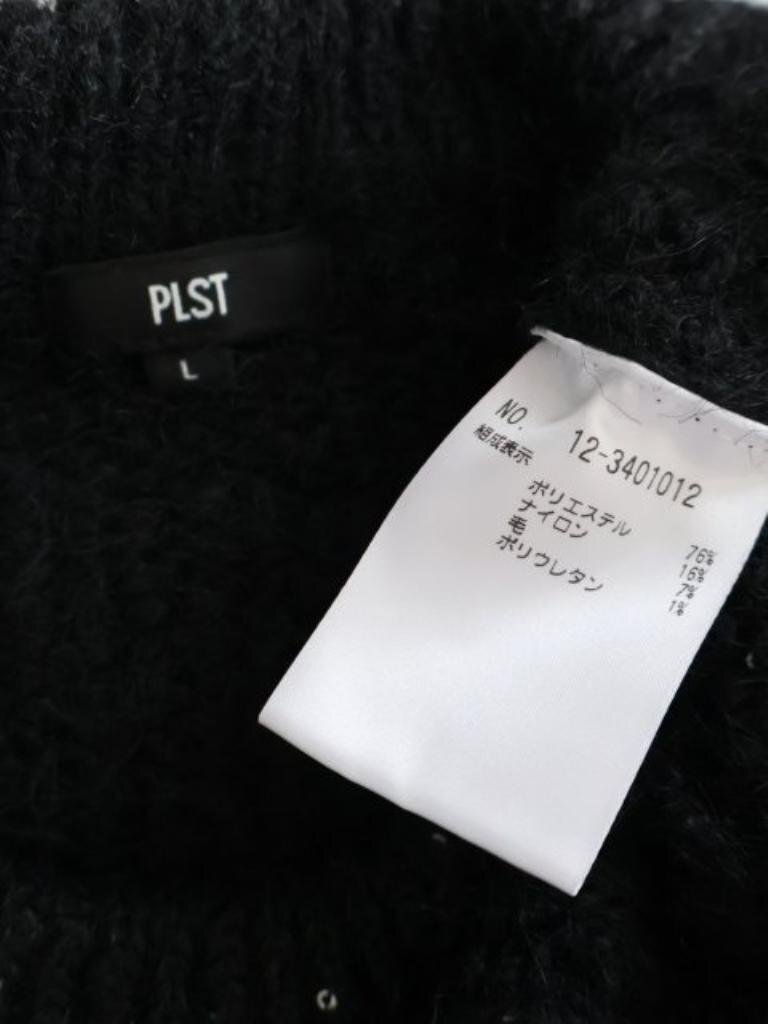 PLST
L
NO. 12-3401012
組成表示
ポリエステル 76%
ナイロン 16%
毛 7%
ポリウレタン 1%